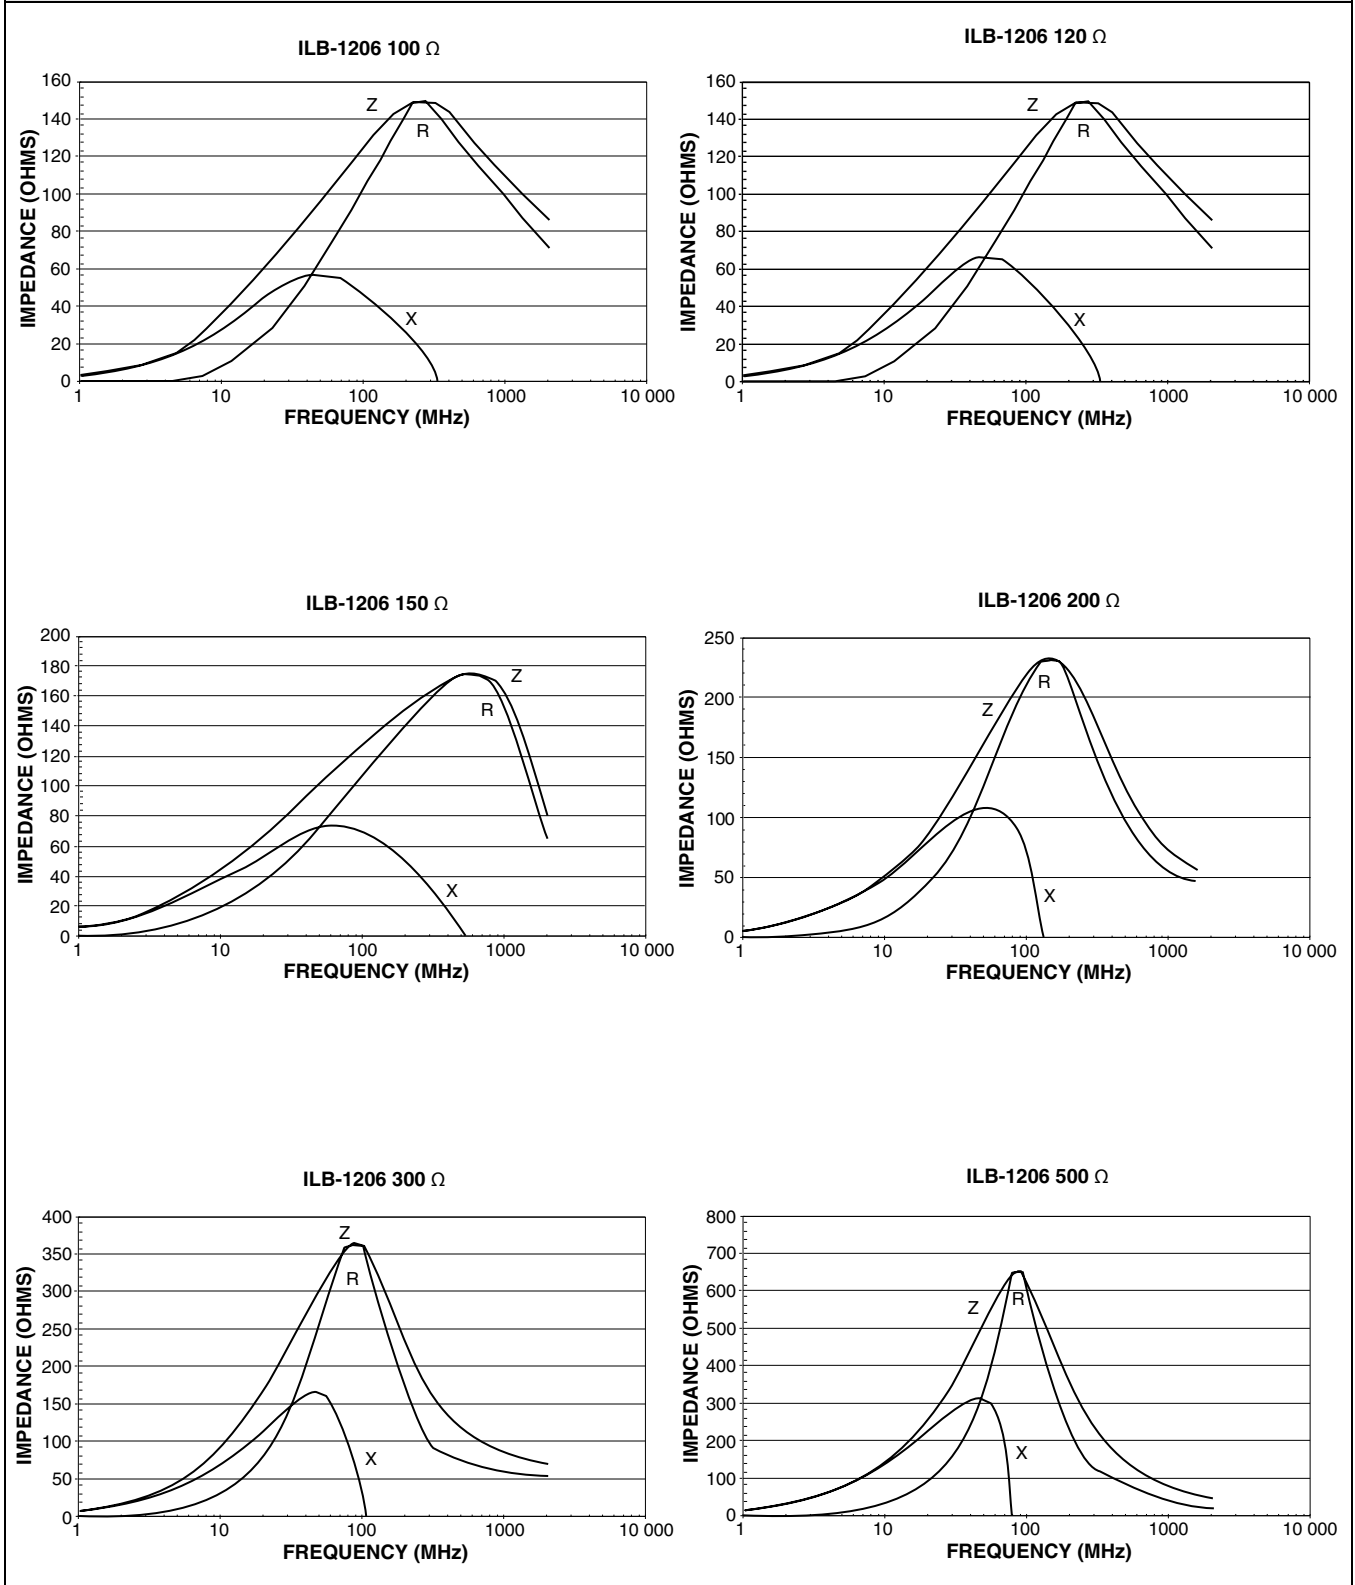 ILB-1206 100 Ω
IMPEDANCE (OHMS)
160
140
120
100
80
60
40
20
0
Z
R
X
1 10 100 1000 10 000
FREQUENCY (MHz)
ILB-1206 120 Ω
IMPEDANCE (OHMS)
160
140
120
100
80
60
40
20
0
Z
R
X
1 10 100 1000 10 000
FREQUENCY (MHz)
ILB-1206 150 Ω
IMPEDANCE (OHMS)
200
180
160
140
120
100
80
60
40
20
0
Z
R
X
1 10 100 1000 10 000
FREQUENCY (MHz)
ILB-1206 200 Ω
IMPEDANCE (OHMS)
250
200
150
100
50
0
R
Z
X
1 10 100 1000 10 000
FREQUENCY (MHz)
ILB-1206 300 Ω
IMPEDANCE (OHMS)
400
350
300
250
200
150
100
50
0
Z
R
X
1 10 100 1000 10 000
FREQUENCY (MHz)
ILB-1206 500 Ω
IMPEDANCE (OHMS)
800
700
600
500
400
300
200
100
0
R
Z
X
1 10 100 1000 10 000
FREQUENCY (MHz)